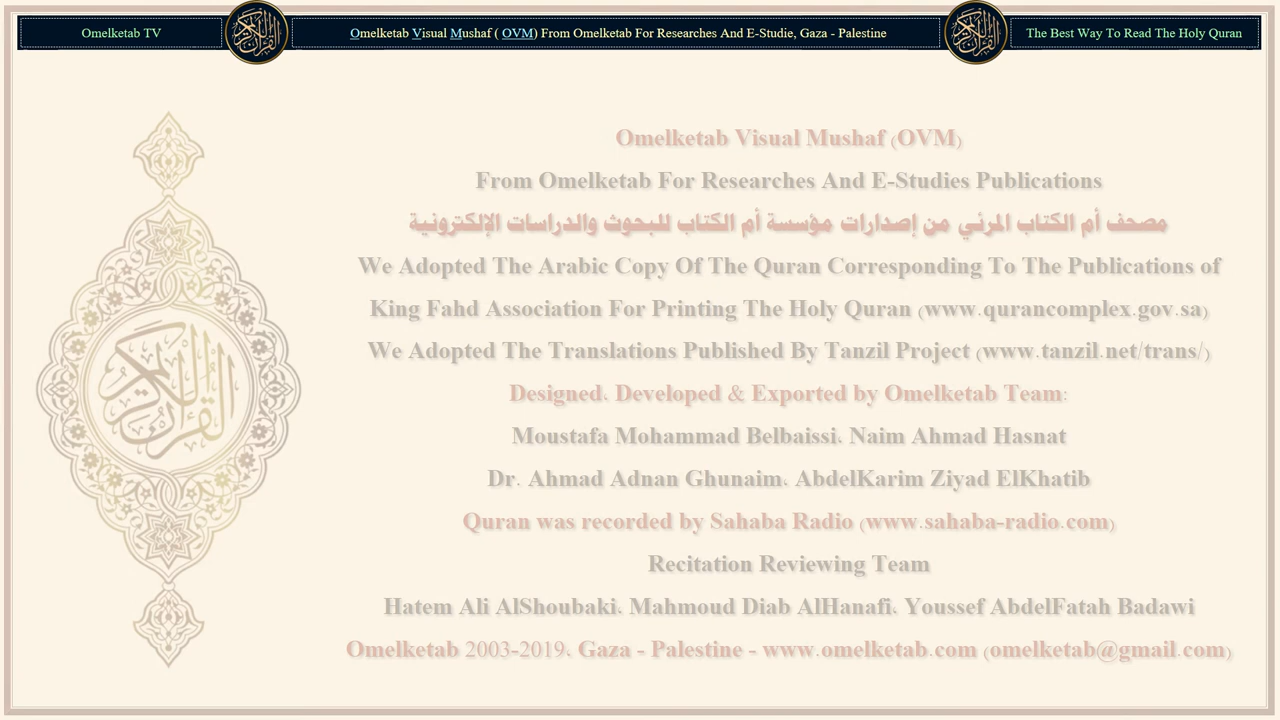 Omelketab TV
Omelketab Visual Mushaf ( OVM) From Omelketab For Researches And E-Studie, Gaza - Palestine
The Best Way To Read The Holy Quran
Omelketab Visual Mushaf (OVM)
From Omelketab For Researches And E-Studies Publications
مصحف أم الكتاب المرئي من إصدارات مؤسسة أم الكتاب للبحوث والدراسات الإلكترونية
We Adopted The Arabic Copy Of The Quran Corresponding To The Publications of
King Fahd Association For Printing The Holy Quran (www.qurancomplex.gov.sa)
We Adopted The Translations Published By Tanzil Project (www.tanzil.net/trans/)
Designed، Developed & Exported by Omelketab Team:
Moustafa Mohammad Belbaissi، Naim Ahmad Hasnat
Dr. Ahmad Adnan Ghunaim، AbdelKarim Ziyad ElKhatib
Quran was recorded by Sahaba Radio (www.sahaba-radio.com)
Recitation Reviewing Team
Hatem Ali AlShoubaki، Mahmoud Diab AlHanafi، Youssef AbdelFatah Badawi
Omelketab 2003-2019، Gaza - Palestine - www.omelketab.com (omelketab@gmail.com)
القرآن الكريم